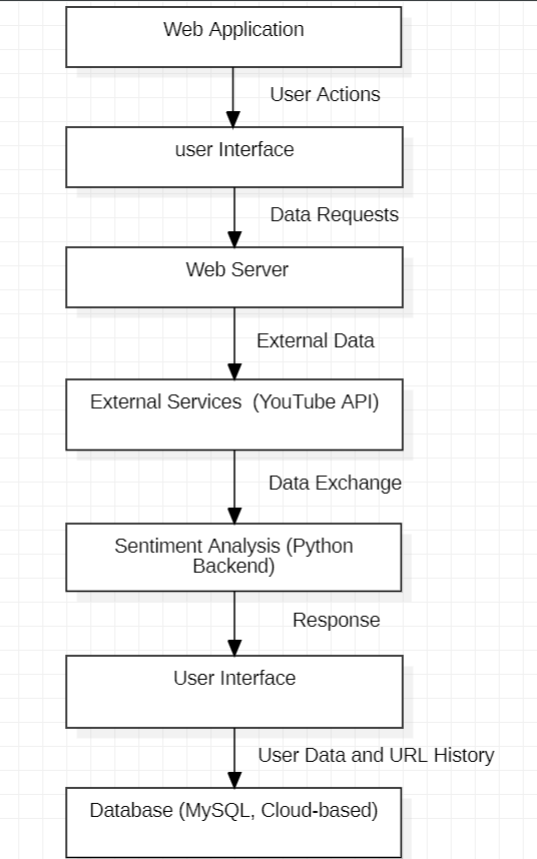 Web Application
User Actions
user Interface
Data Requests
Web Server
External Data
External Services (YouTube API)
Data Exchange
Sentiment Analysis (Python
Backend)
Response
User Interface
User Data and URL History
Database (MySQL, Cloud-based)